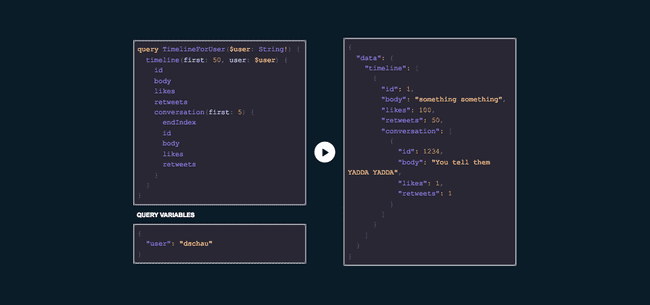 query TimelineForUser($user: String!) {
  timeline(first: 50, user: $user) {
    id
    body
    likes
    retweets
    conversation(first: 5) {
      endIndex
      id
      body
      likes
      retweets
    }
  }
}
QUERY VARIABLES
{
  "user": "dschau"
}
{
  "data": {
    "timeline": [
      {
        "id": 1,
        "body": "something something",
        "likes": 100,
        "retweets": 50,
        "conversation": [
          {
            "id": 1234,
            "body": "You tell them
YADDA YADDA",
            "likes": 1,
            "retweets": 1
          }
        ]
      }
    ]
  }
}